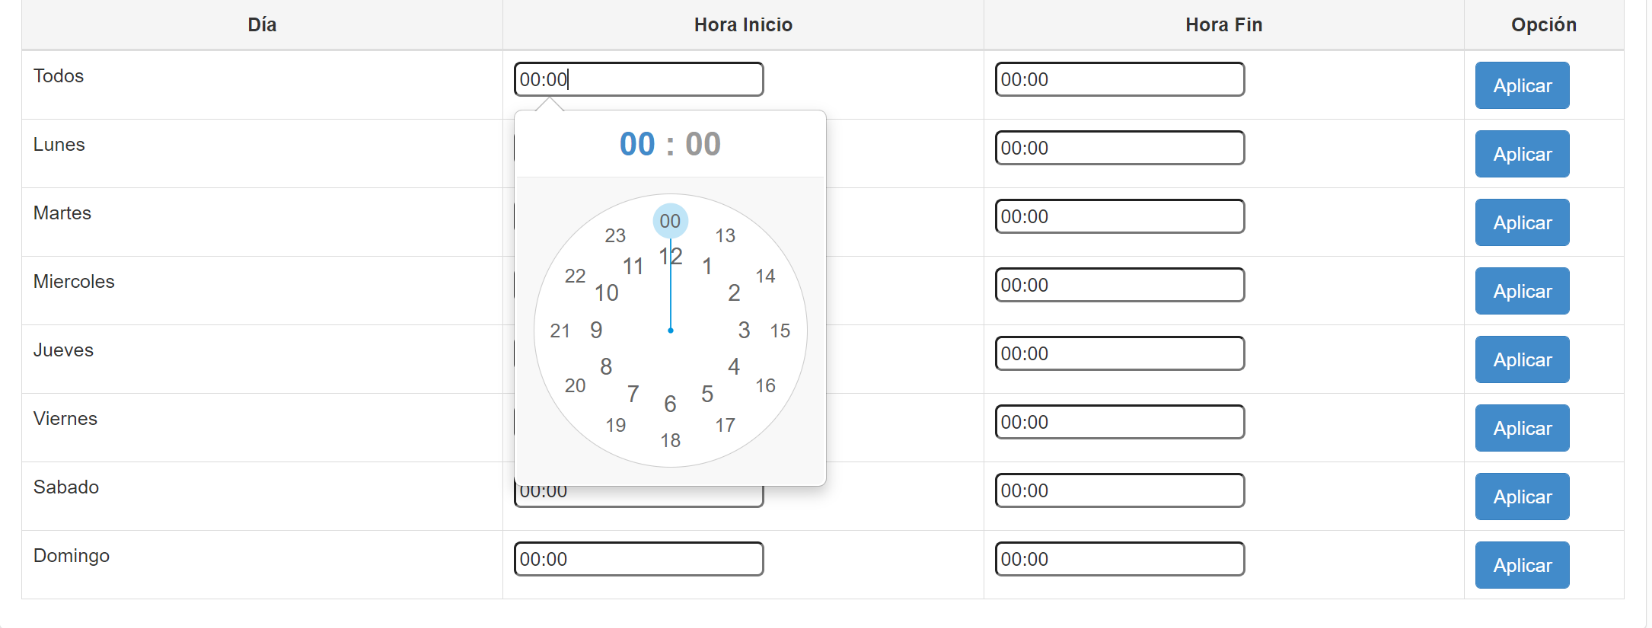 Día Hora Inicio Hora Fin Opción
Todos 00:00 00:00 Aplicar
00 : 00
Lunes 00:00 Aplicar
Martes 00:00 Aplicar
00
23 13
12
11 1
22 14
10 2
Miercoles 00:00 Aplicar
21 9 3 15
Jueves 00:00 Aplicar
8 4
20 16
7 5
6
19 17
18
Viernes 00:00 Aplicar
Sabado 00:00 00:00 Aplicar
Domingo 00:00 00:00 Aplicar